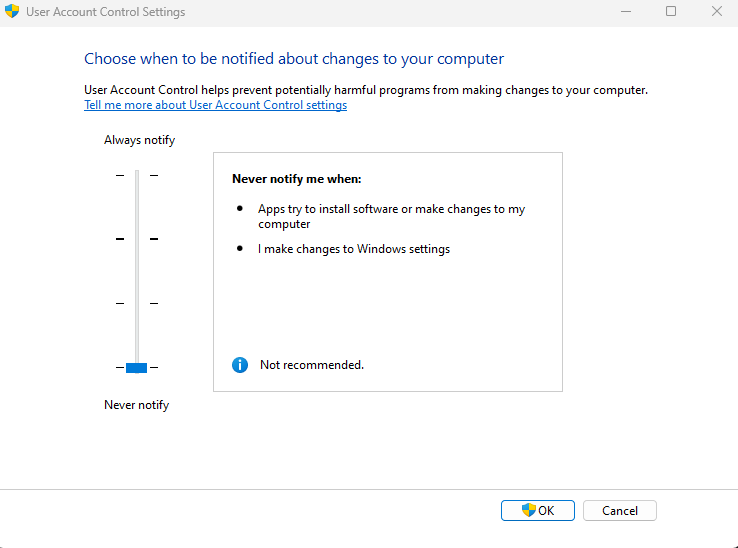 User Account Control Settings
Choose when to be notified about changes to your computer
User Account Control helps prevent potentially harmful programs from making changes to your computer.
Tell me more about User Account Control settings
Always notify
Never notify me when:
Apps try to install software or make changes to my
computer
I make changes to Windows settings
Not recommended.
Never notify
OK
Cancel